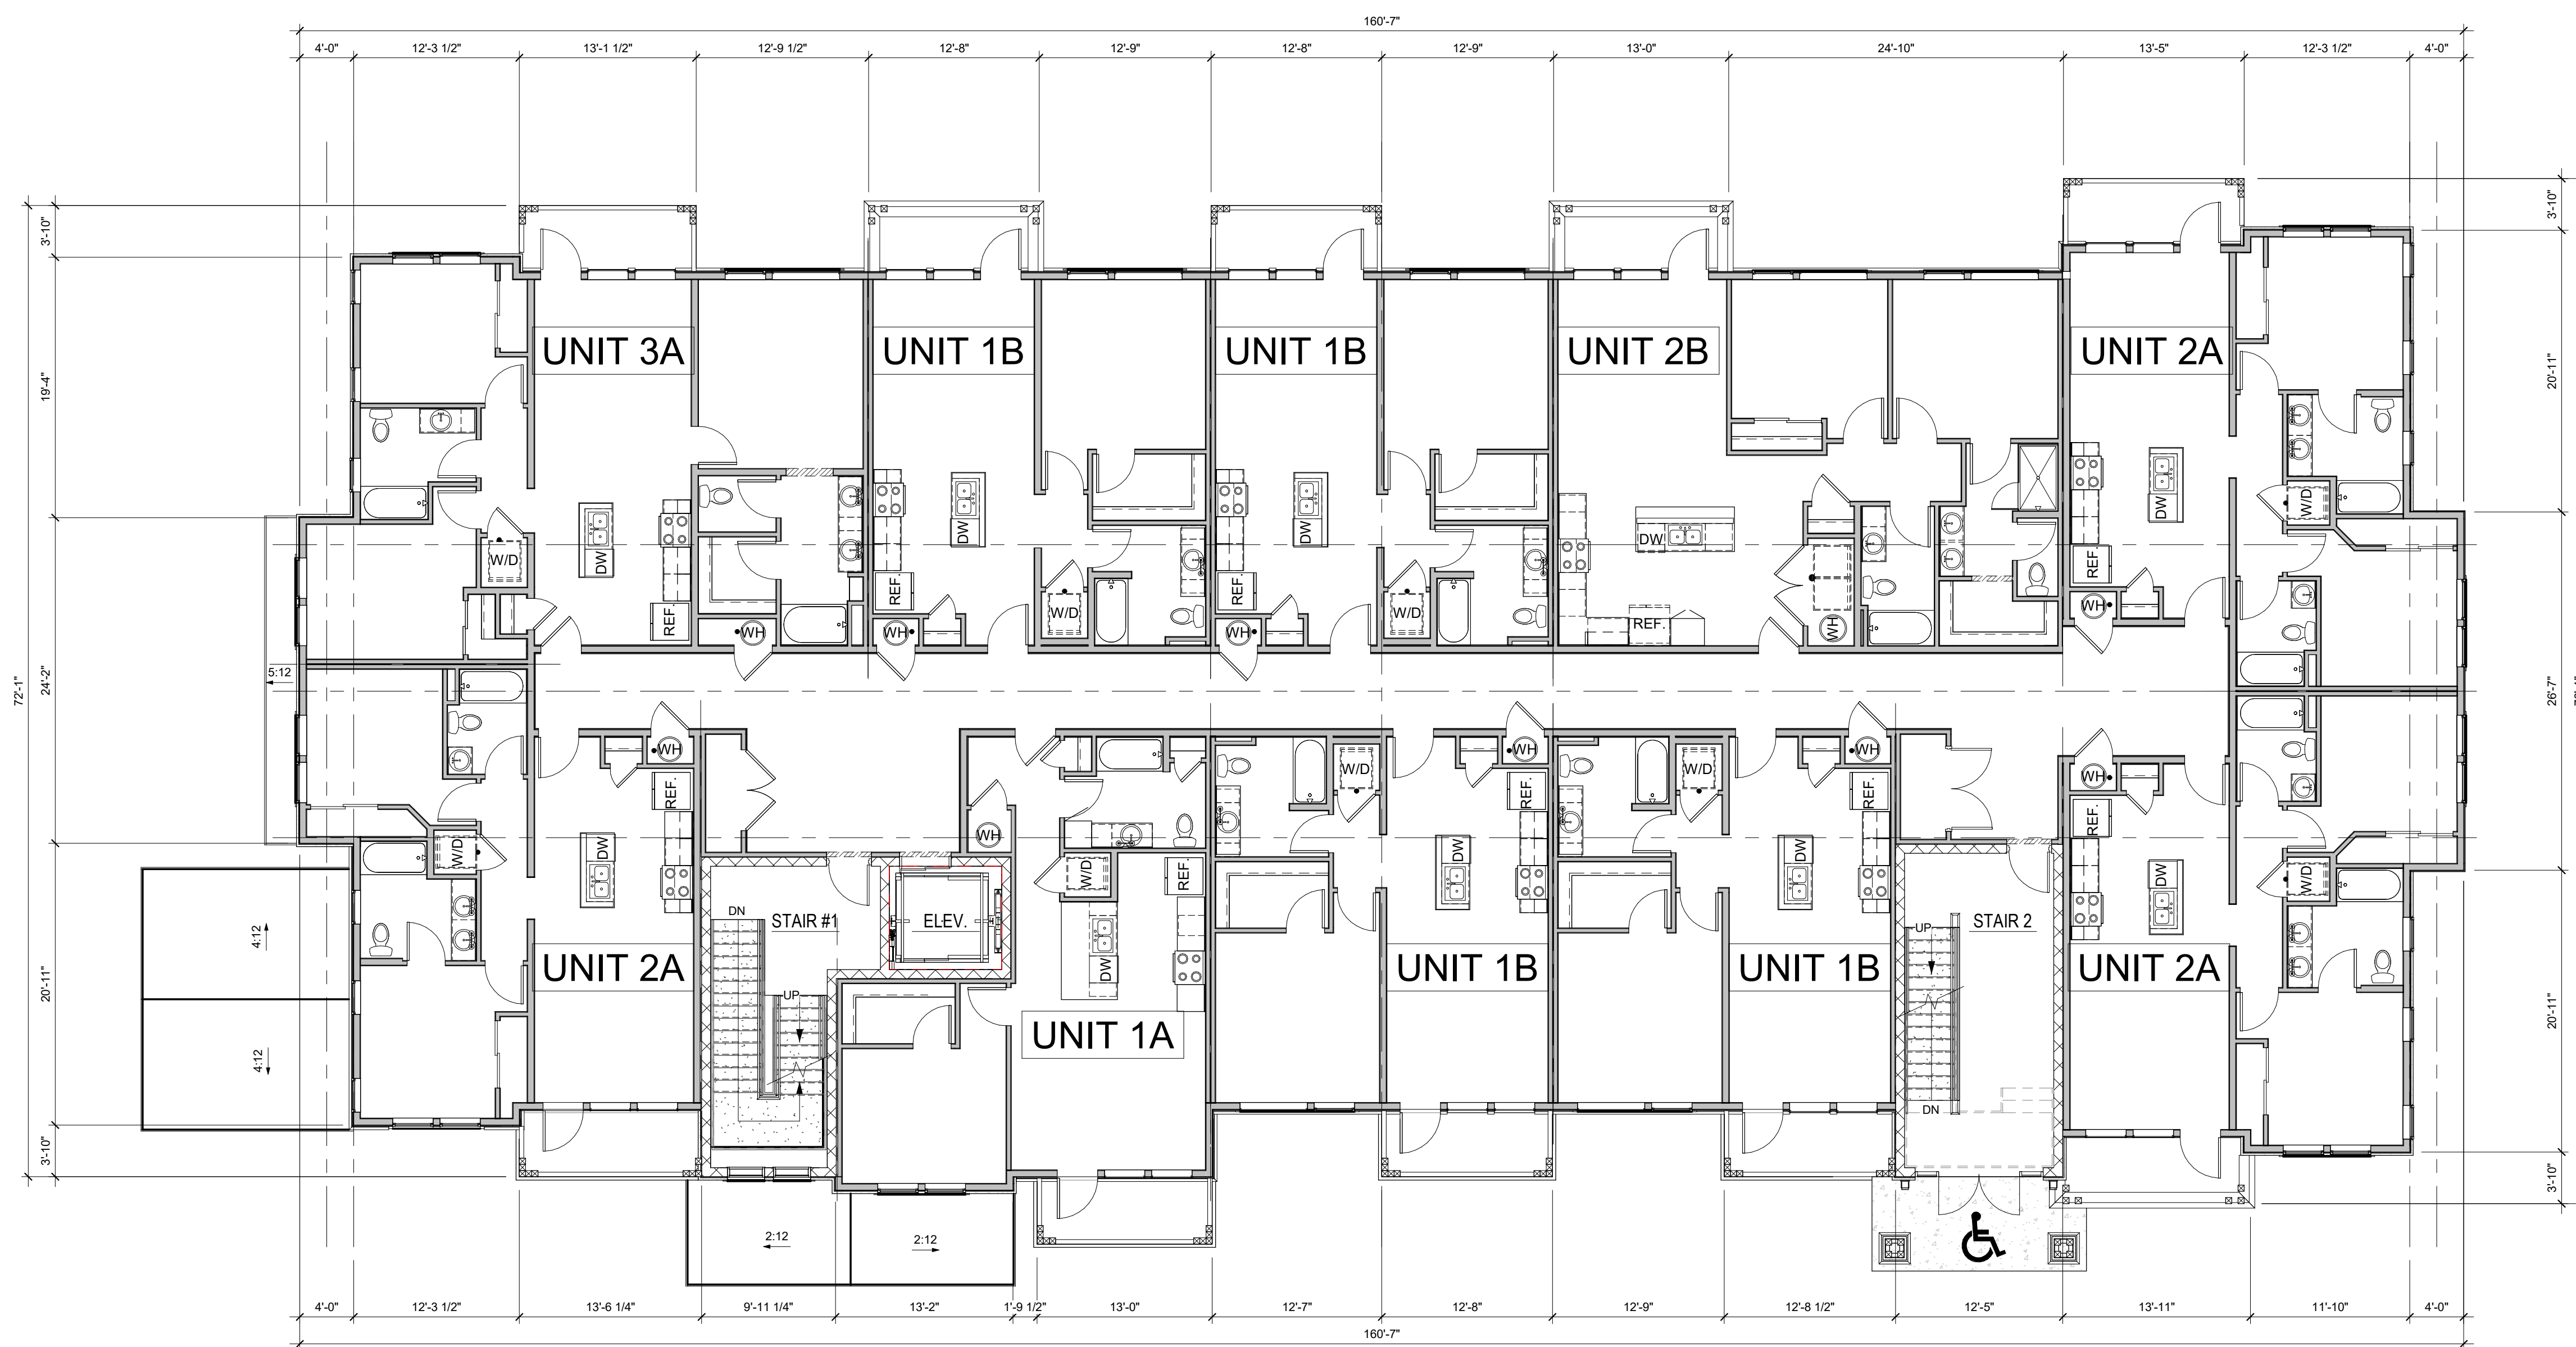 160'-7"
4'-0" 12'-3 1/2" 13'-1 1/2" 12'-9 1/2" 12'-8" 12'-9" 12'-8" 12'-9" 13'-0" 24'-10" 13'-5" 12'-3 1/2" 4'-0"
3'-10"
3'-10"
19'-4"
20'-11"
UNIT 3A
UNIT 1B
UNIT 1B
UNIT 2B
UNIT 2A
DW
DW
DW
DW
DW
W/D
W/D
W/D
W/D
REF.
REF.
REF.
REF.
REF.
WH
WH
WH
WH
WH
72'-1"
24'-2"
5:12
26'-7"
WH
WH
WH
WH
WH
REF.
W/D
REF.
W/D
REF.
REF.
DW
W/D
W/D
REF.
DW
DW
DW
W/D
4:12
DN
STAIR #1
ELEV.
UP
STAIR 2
UNIT 2A
DW
UNIT 1B
UNIT 1B
UNIT 2A
20'-11"
20'-11"
UP
UNIT 1A
4:12
DN
3'-10"
3'-10"
2:12
2:12
4'-0" 12'-3 1/2" 13'-6 1/4" 9'-11 1/4" 13'-2" 1'-9 1/2" 13'-0" 12'-7" 12'-8" 12'-9" 12'-8 1/2" 12'-5" 13'-11" 11'-10" 4'-0"
160'-7"